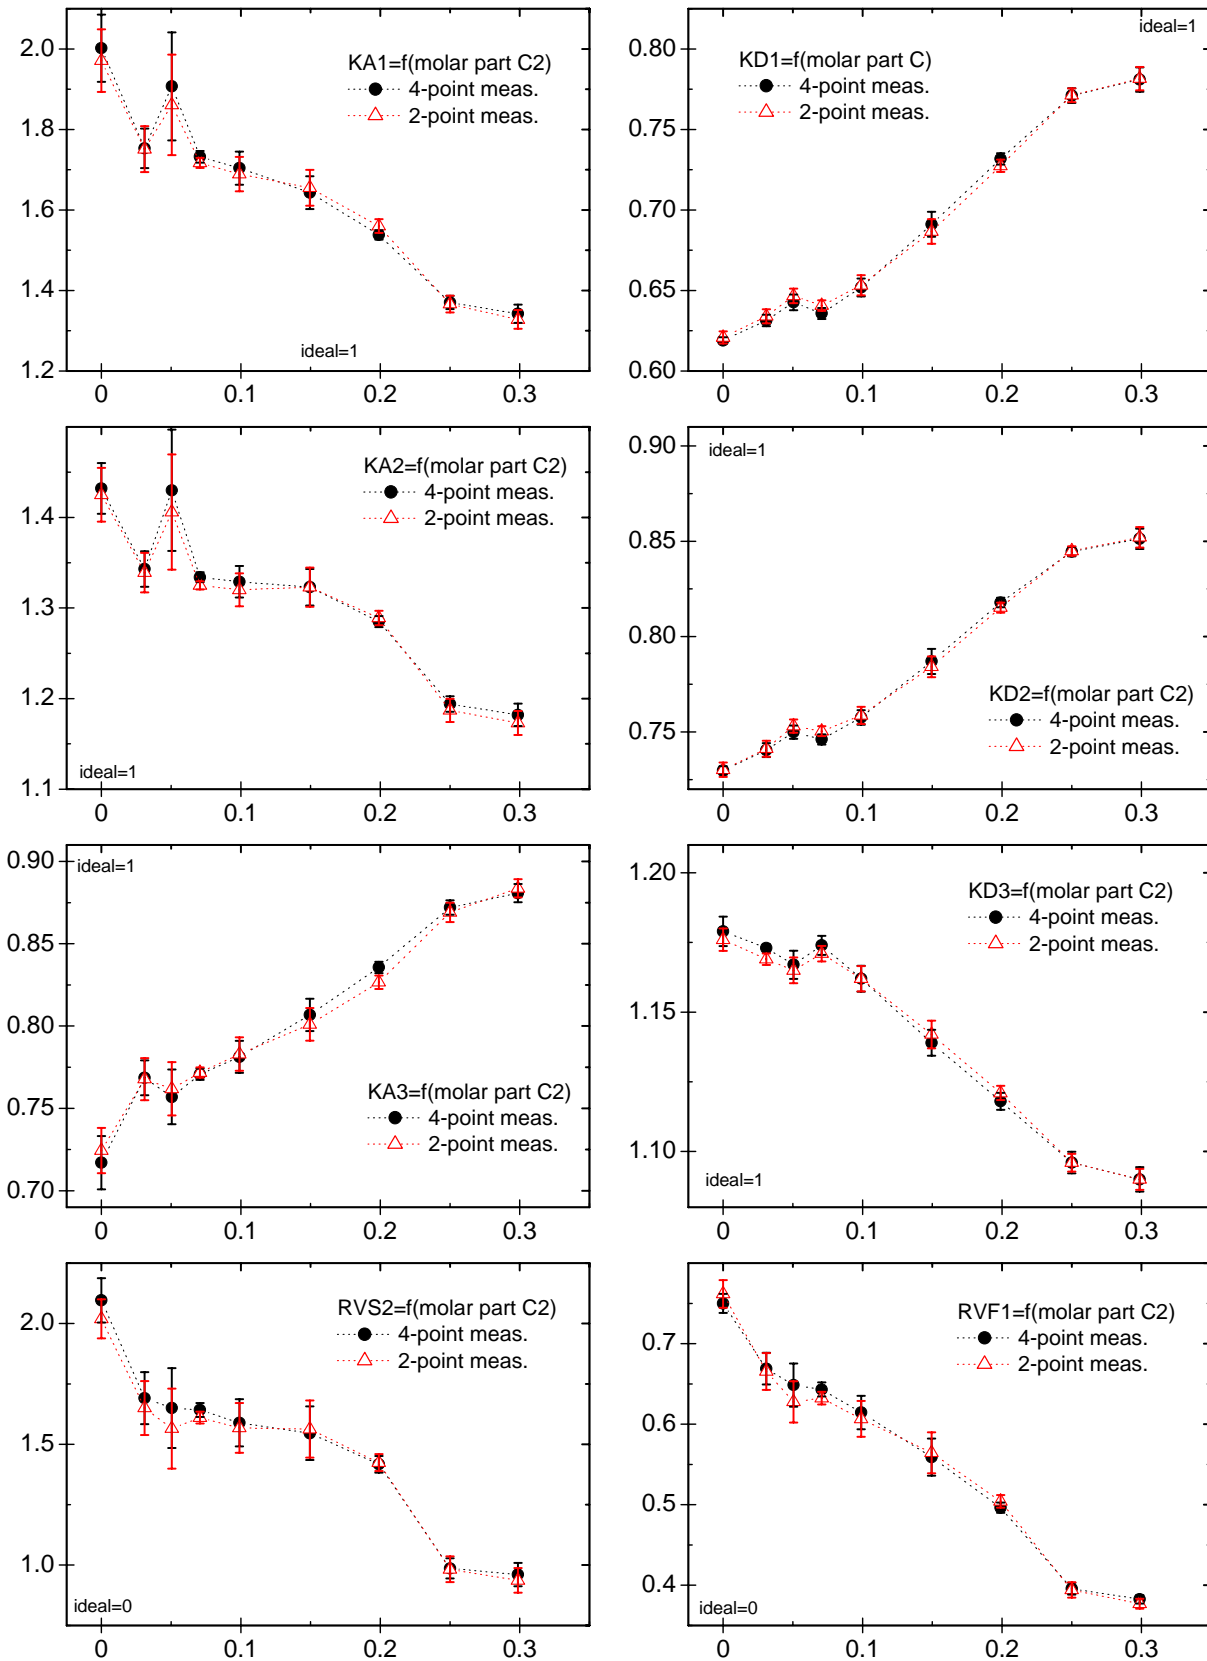 2.0
1.8
1.6
1.4
1.2
KA1=f(molar part C2)
4-point meas.
2-point meas.
ideal=1
0 0.1 0.2 0.3
0.80
0.75
0.70
0.65
0.60
ideal=1
KD1=f(molar part C)
4-point meas.
2-point meas.
0 0.1 0.2 0.3
1.4
1.3
1.2
1.1
KA2=f(molar part C2)
4-point meas.
2-point meas.
ideal=1
0 0.1 0.2 0.3
0.90
0.85
0.80
0.75
ideal=1
KD2=f(molar part C2)
4-point meas.
2-point meas.
0 0.1 0.2 0.3
0.90
0.85
0.80
0.75
0.70
ideal=1
KA3=f(molar part C2)
4-point meas.
2-point meas.
0 0.1 0.2 0.3
1.20
1.15
1.10
KD3=f(molar part C2)
4-point meas.
2-point meas.
ideal=1
0 0.1 0.2 0.3
2.0
1.5
1.0
RVS2=f(molar part C2)
4-point meas.
2-point meas.
ideal=0
0 0.1 0.2 0.3
0.7
0.6
0.5
0.4
RVF1=f(molar part C2)
4-point meas.
2-point meas.
ideal=0
0 0.1 0.2 0.3